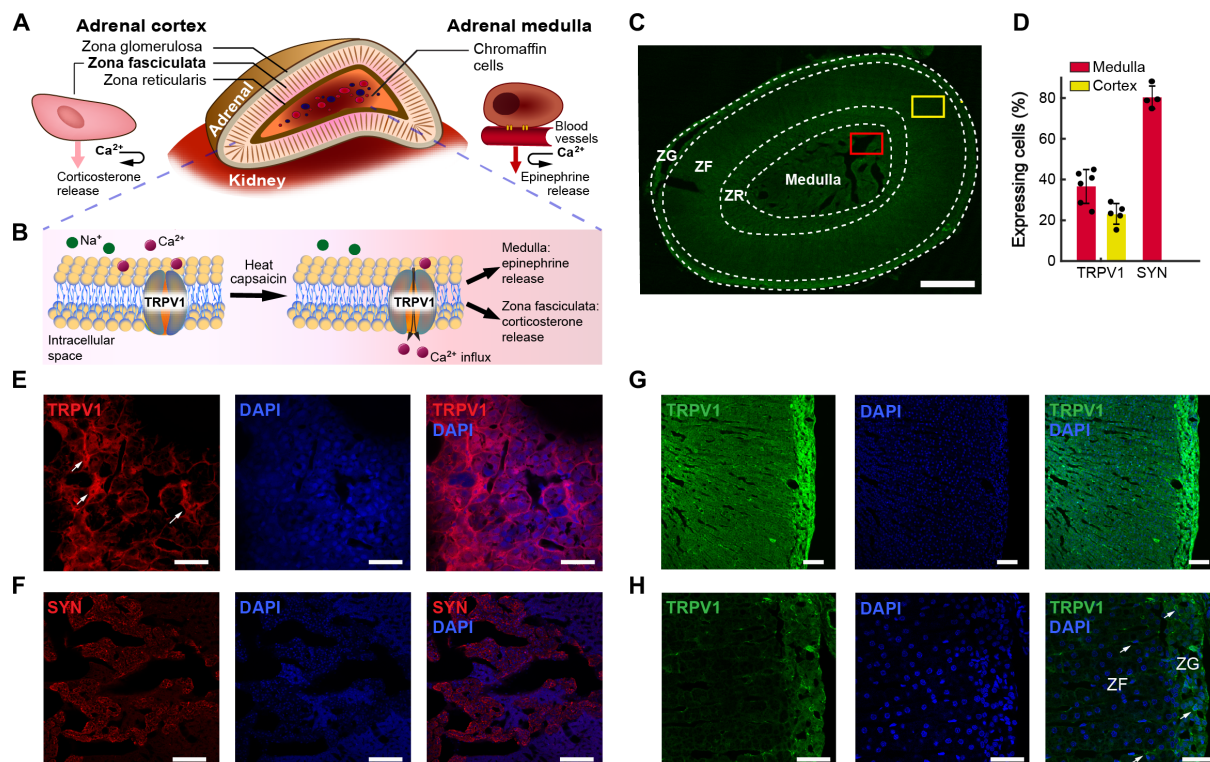 A
Adrenal cortex
Zona glomerulosa
Zona fasciculata
Zona reticularis
Adrenal medulla
Chromaffin
cells
Adrenal
Kidney
Ca²⁺
Corticosterone
release
Blood
vessels
Ca²⁺
Epinephrine
release
B
Na⁺
Ca²⁺
TRPV1
Intracellular
space
Heat
capsaicin
TRPV1
Ca²⁺ influx
Medulla:
epinephrine
release
Zona fasciculata:
corticosterone
release
C
ZG
ZF
ZR
Medulla
D
Medulla
Cortex
Expressing cells (%)
80
60
40
20
0
TRPV1
SYN
E
TRPV1
DAPI
TRPV1
DAPI
F
SYN
DAPI
SYN
DAPI
G
TRPV1
DAPI
TRPV1
DAPI
H
TRPV1
DAPI
TRPV1
DAPI
ZF
ZG